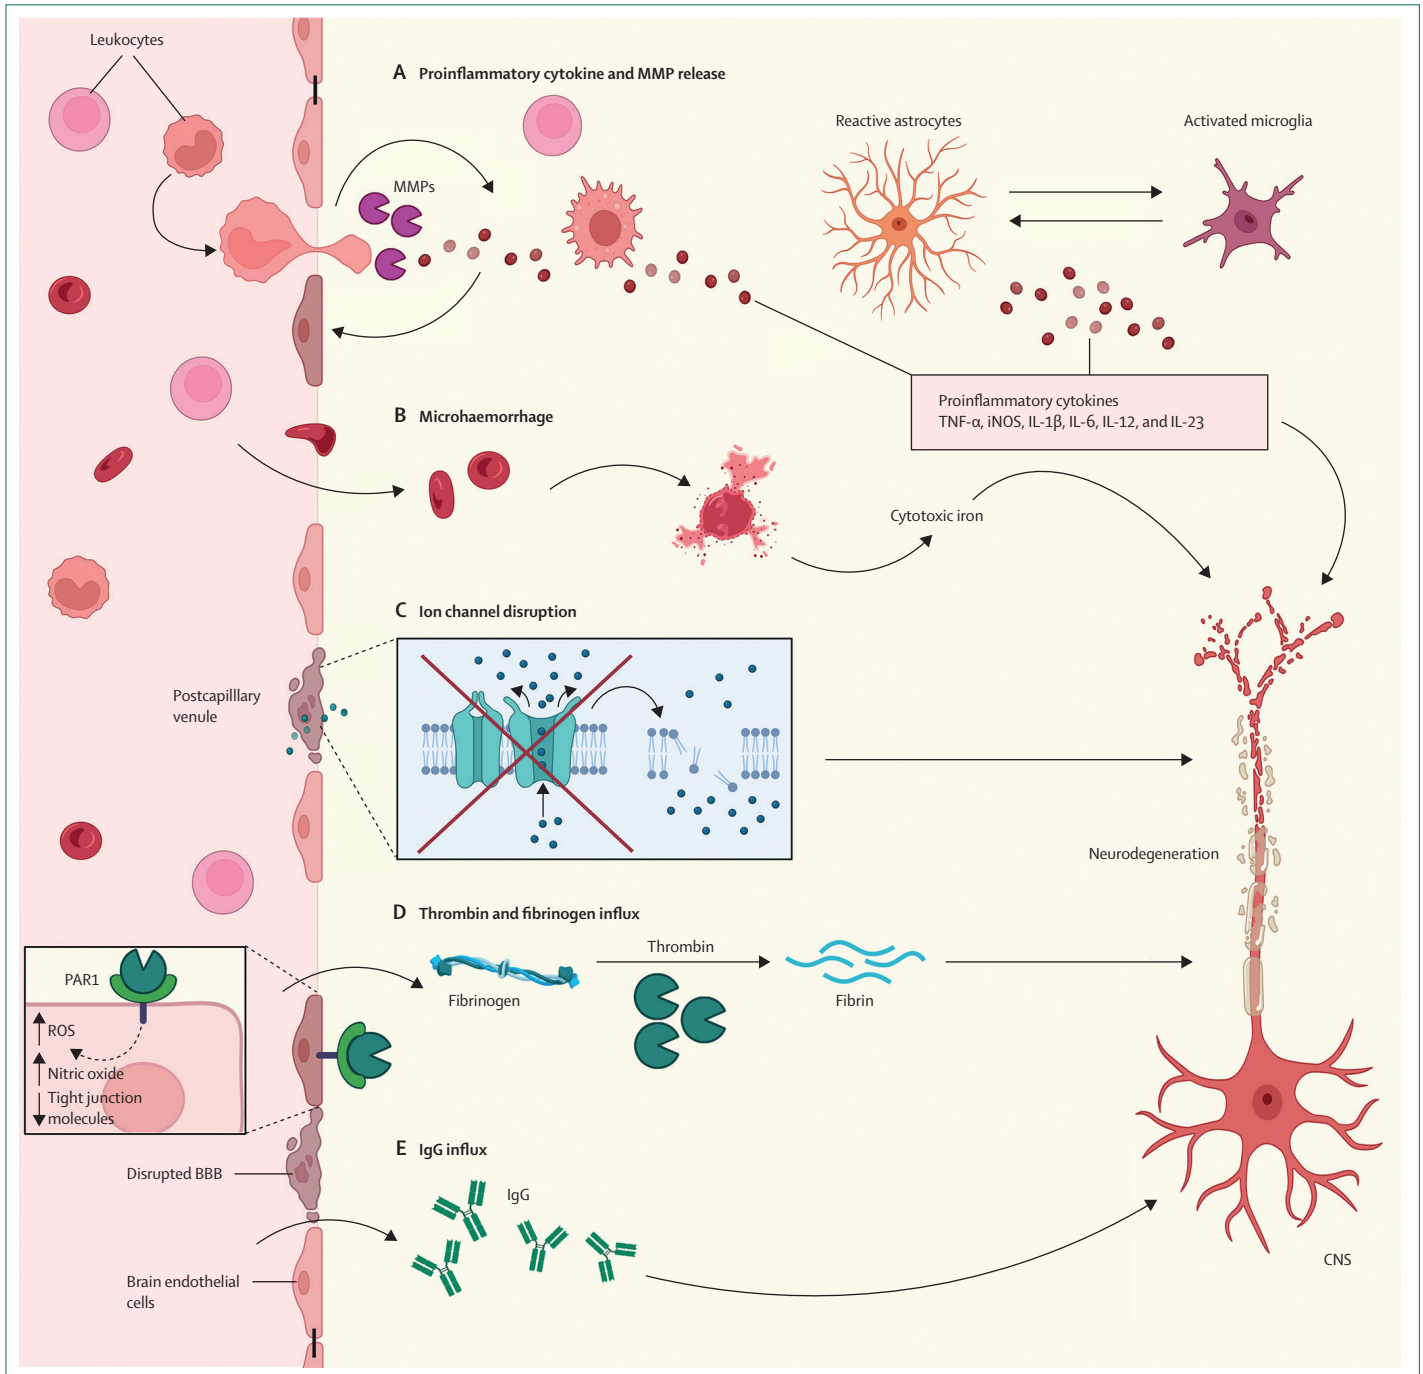 Leukocytes
A Proinflammatory cytokine and MMP release
MMPs
Reactive astrocytes
Activated microglia
Proinflammatory cytokines
TNF-α, iNOS, IL-1β, IL-6, IL-12, and IL-23
B Microhaemorrhage
Cytotoxic iron
C Ion channel disruption
Postcapilllary
venule
Neurodegeneration
D Thrombin and fibrinogen influx
Fibrinogen
Thrombin
Fibrin
PAR1
ROS
Nitric oxide
Tight junction
molecules
Disrupted BBB
E IgG influx
IgG
Brain endothelial
cells
CNS